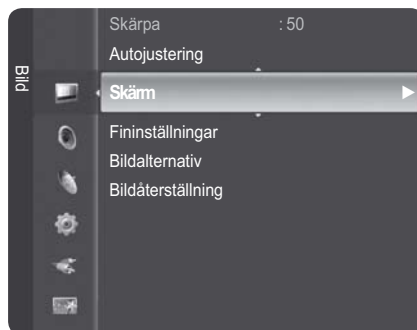 Bild
Skärpa : 50
Autojustering
Skärm
Fininställningar
Bildalternativ
Bildåterställning